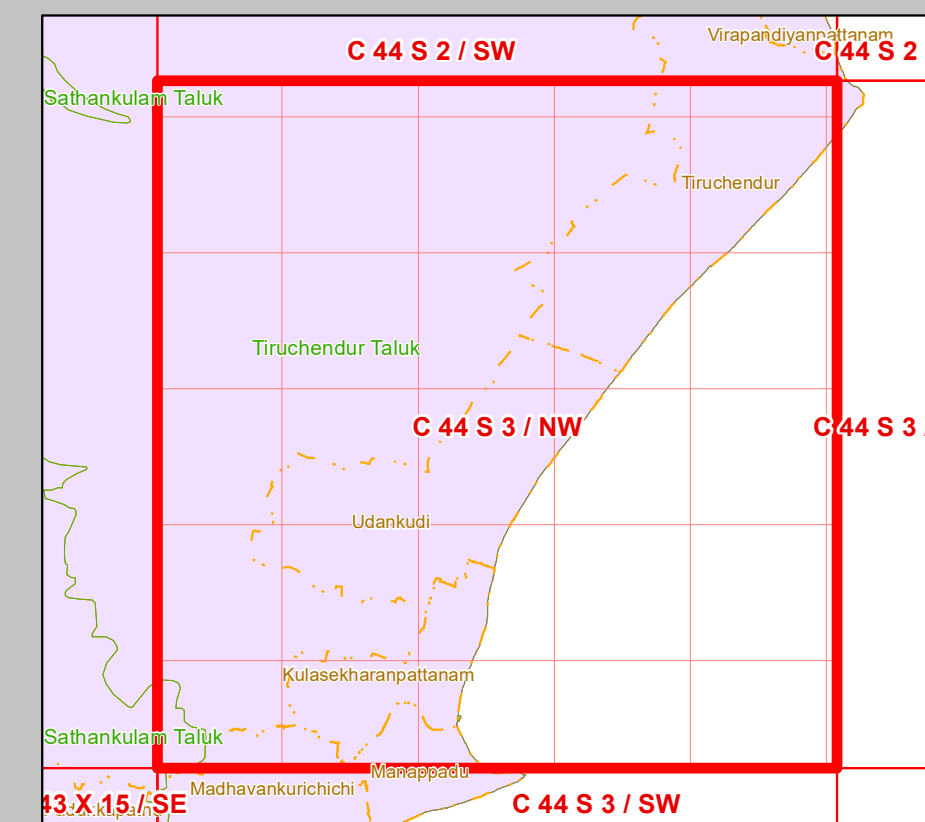 Virapandiyanpattanam
C 44 S 2 / SW
C 44 S 2
Sathankulam Taluk
Tiruchendur
Tiruchendur Taluk
C 44 S 3 / NW
C 44 S 3
Udankudi
Kulasekharanpattanam
Sathankulam Taluk
Manappadu
Madhavankurichichi
43 X 15 / SE
C 44 S 3 / SW